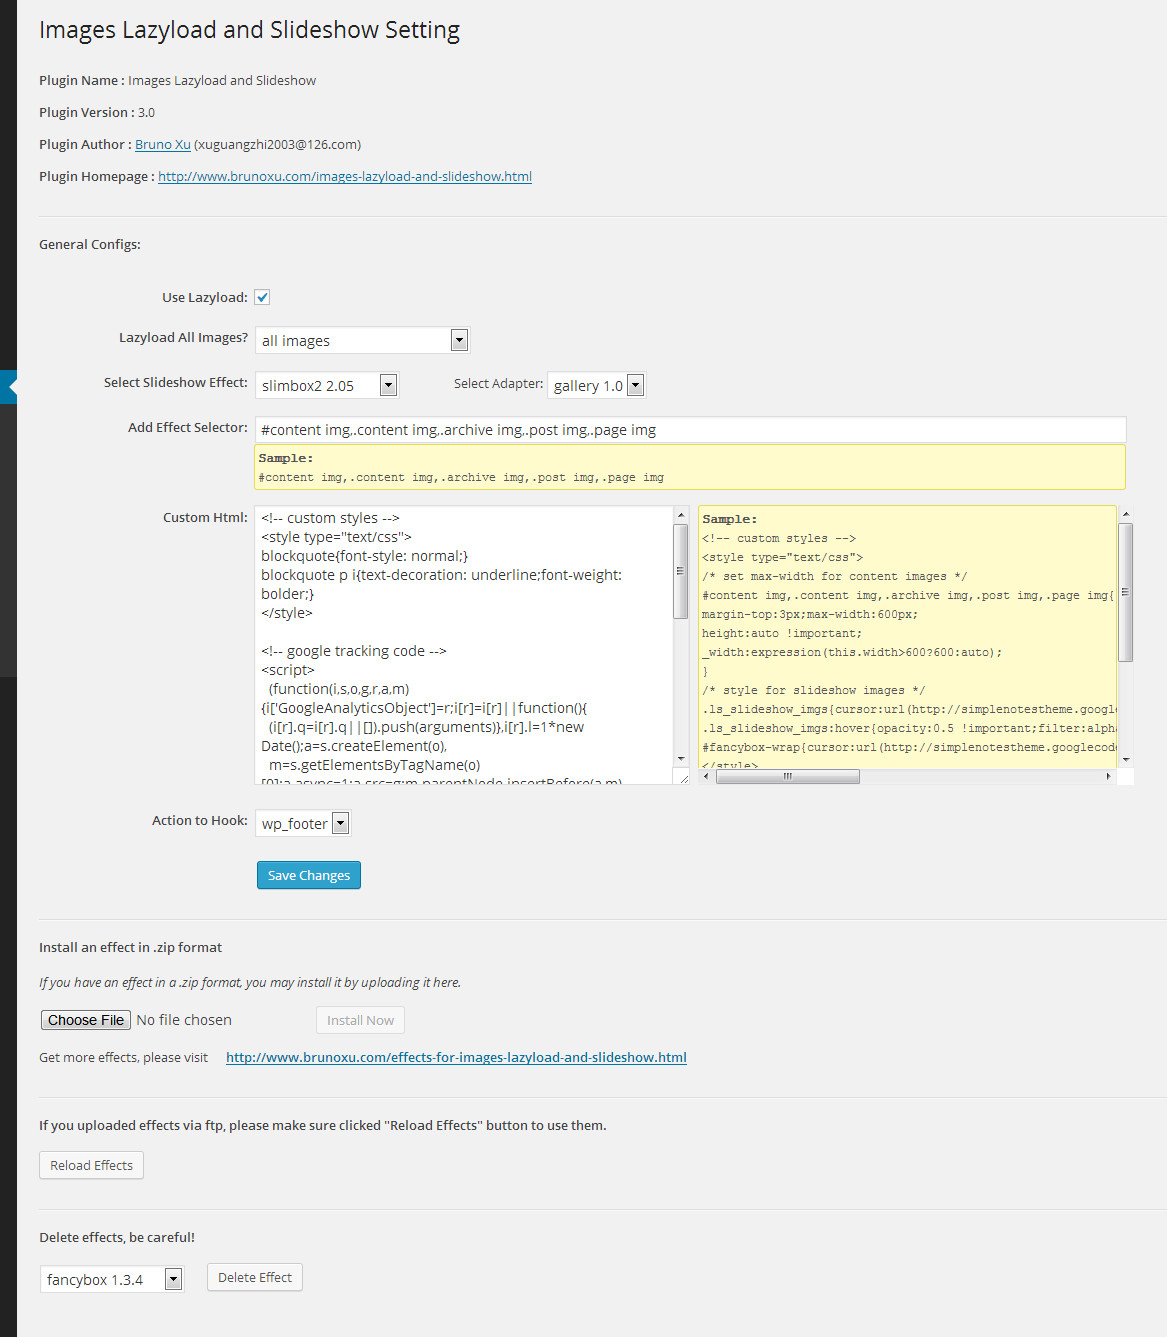 Images Lazyload and Slideshow Setting
Plugin Name : Images Lazyload and Slideshow
Plugin Version : 3.0
Plugin Author : Bruno Xu (xuguangzhi2003@126.com)
Plugin Homepage : http://www.brunoxu.com/images-lazyload-and-slideshow.html
General Configs:
Use Lazyload:
Lazyload All Images? all images
Select Slideshow Effect: slimbox2 2.05 Select Adapter: gallery 1.0
Add Effect Selector: #content img,.content img,.archive img,.post img,.page img
Sample:
#content img,.content img,.archive img,.post img,.page img
Custom Html:
<!-- custom styles -->
<style type="text/css">
blockquote{font-style: normal;}
blockquote p i{text-decoration: underline;font-weight:
bolder;}
</style>
<!-- google tracking code -->
<script>
(function(i,s,o,g,r,a,m)
{i['GoogleAnalyticsObject']=r;i[r]=i[r]||function(){
(i[r].q=i[r].q||[]).push(arguments)},i[r].l=1*new
Date();a=s.createElement(o),
m=s.getElementsByTagName(o)
[0];a.async=1;a.src=g;m.parentNode.insertBefore(a,m)
Sample:
<!-- custom styles -->
<style type="text/css">
/* set max-width for content images */
#content img,.content img,.archive img,.post img,.page img{
margin-top:3px;max-width:600px;
height:auto !important;
_width:expression(this.width>600?600:auto);
}
/* style for slideshow images */
.ls_slideshow_imgs{cursor:url(http://simplenotestheme.googl
.ls_slideshow_imgs:hover{opacity:0.5 !important;filter:alph
#fancybox-wrap{cursor:url(http://simplenotestheme.googlecod
</style>
Action to Hook: wp_footer
Save Changes
Install an effect in .zip format
If you have an effect in a .zip format, you may install it by uploading it here.
Choose File No file chosen Install Now
Get more effects, please visit http://www.brunoxu.com/effects-for-images-lazyload-and-slideshow.html
If you uploaded effects via ftp, please make sure clicked "Reload Effects" button to use them.
Reload Effects
Delete effects, be careful!
fancybox 1.3.4 Delete Effect